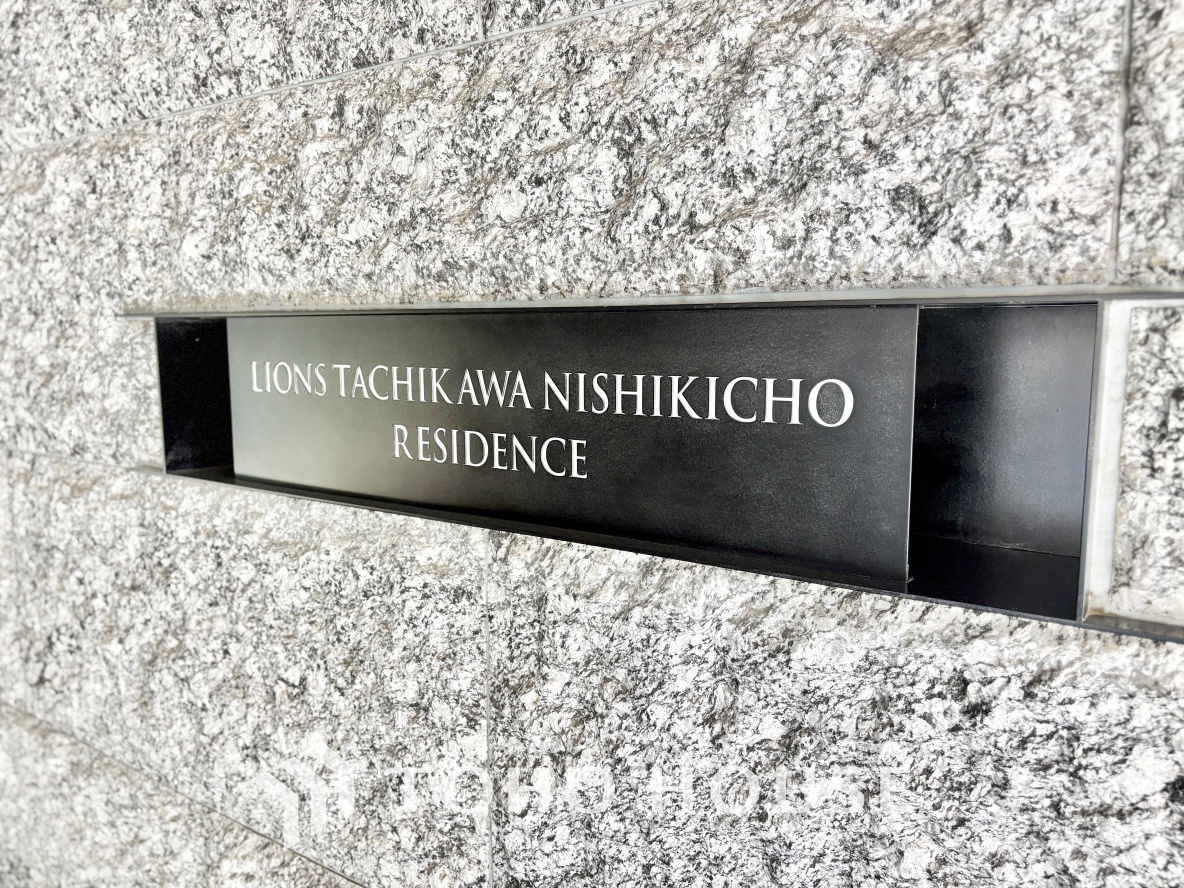 LIONS TACHIKAWA NISHIKICHO
RESIDENCE
TOHO HOUSE